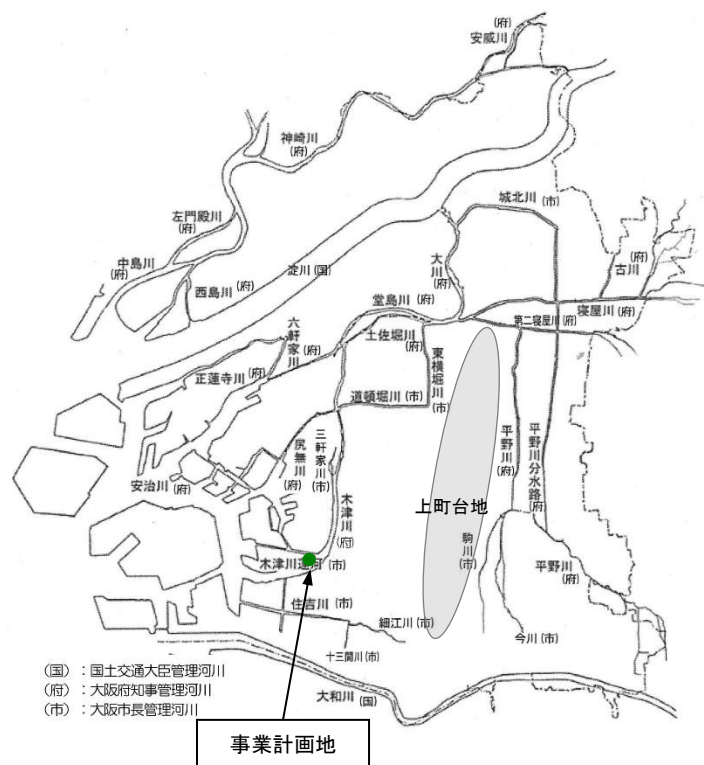 安威川
(府)
神崎川
(府)
城北川 (市)
左門殿川
(府)
中島川
(府)
西島川 (府)
淀川 (国)
大川
(府)
古川
(府)
堂島川 (府)
寝屋川 (府)
第二寝屋川 (府)
六軒家川
(府)
土佐堀川
(府)
正蓮寺川
(府)
東横堀川
(市)
道頓堀川 (市)
三軒家川
(市)
尻無川
(府)
安治川
(府)
木津川
(府)
平野川
(府)
平野川分水路
(府)
上町台地
駒川
(市)
平野川
(府)
木津川運河 (市)
住吉川 (市)
細江川 (市)
十三間川 (市)
今川 (市)
大和川 (国)
(国) : 国土交通大臣管理河川
(府) : 大阪府知事管理河川
(市) : 大阪市長管理河川
事業計画地